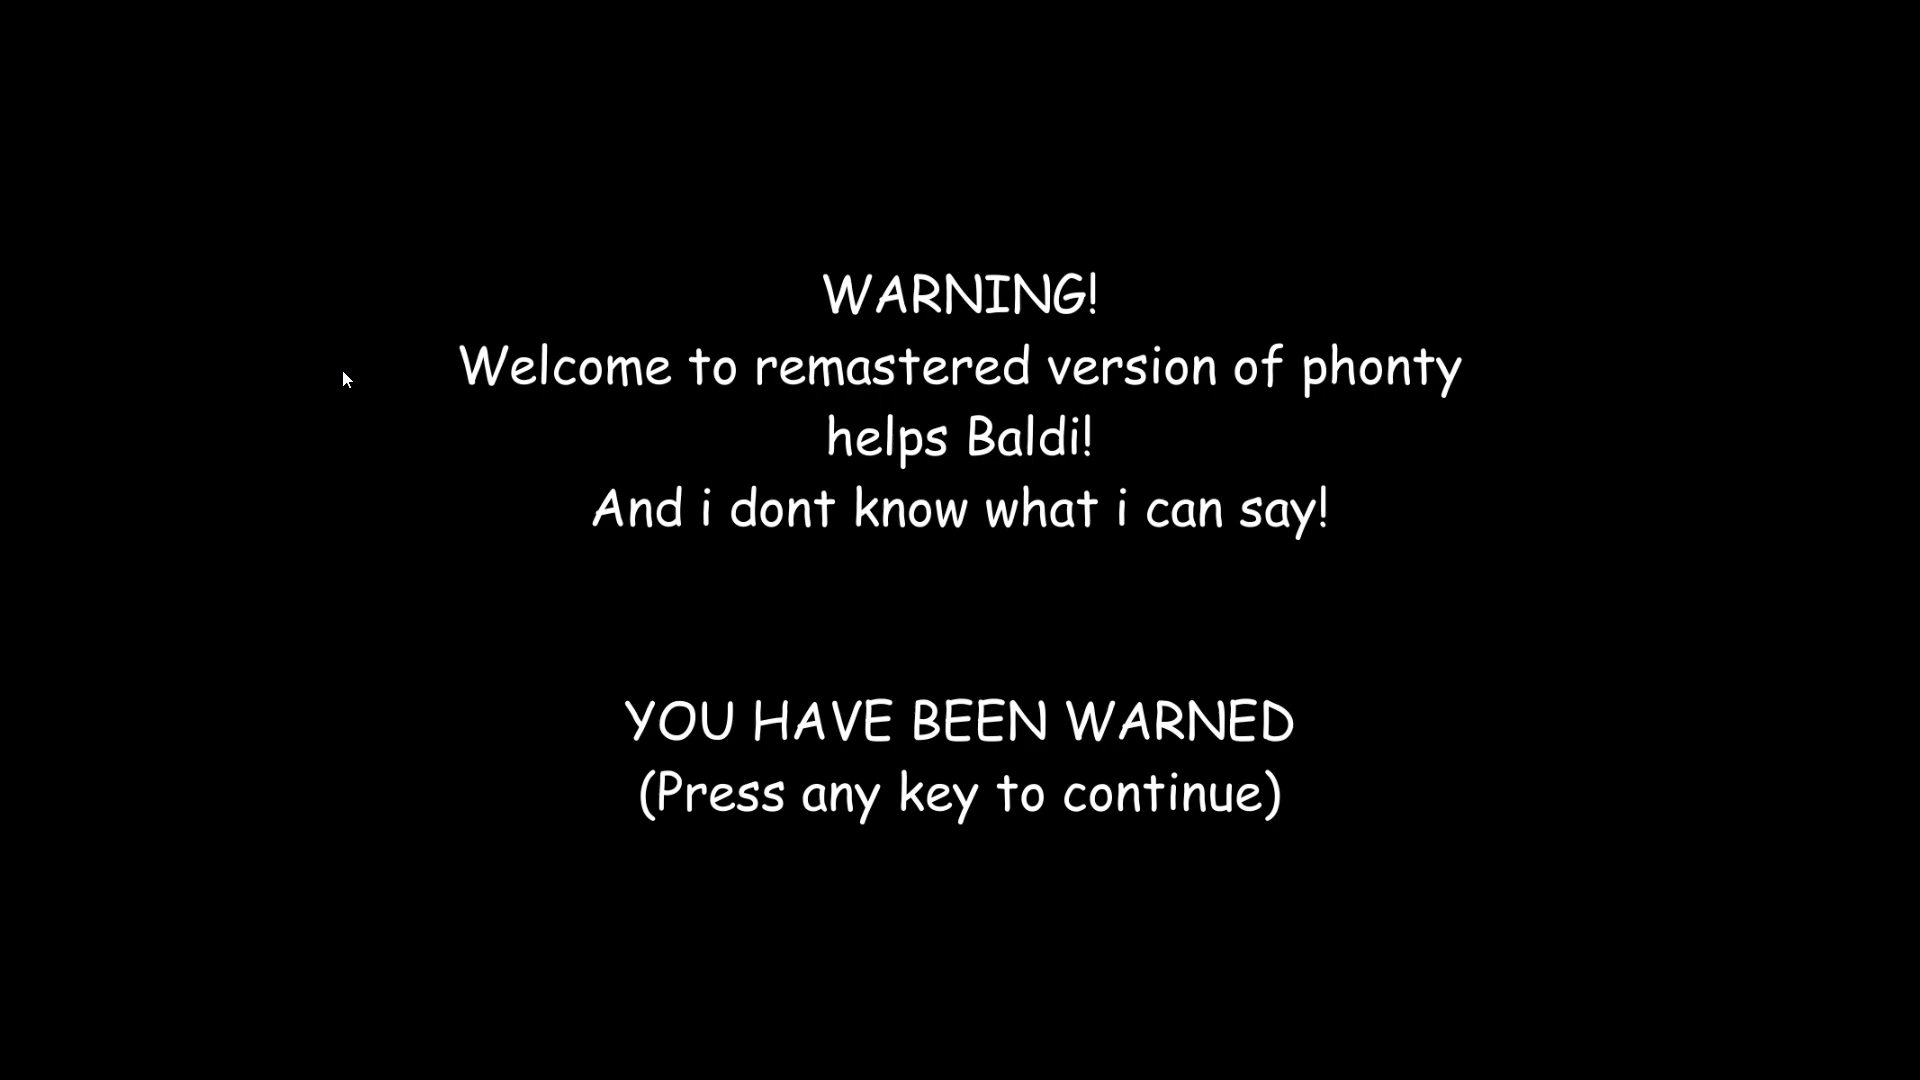 WARNING!
Welcome to remastered version of phonty
helps Baldi!
And i dont know what i can say!
YOU HAVE BEEN WARNED
(Press any key to continue)